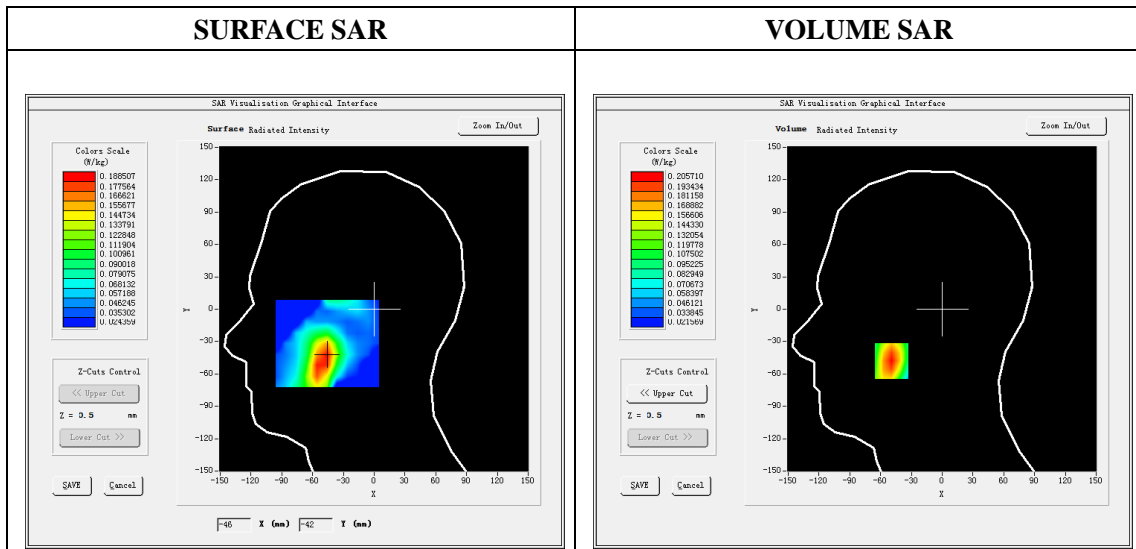 SURFACE SAR
SAR Visualisation Graphical Interface
Surface Radiated Intensity
Zoom In/Out
Colors Scale
(W/kg)
0.188507
0.177564
0.166621
0.155677
0.144734
0.133791
0.122848
0.111904
0.100961
0.090018
0.079075
0.068132
0.057188
0.046245
0.035302
0.024359
Z-Cuts Control
<< Upper Cut
Z = 0.5 mm
Lower Cut >>
SAVE Cancel
150
120
90
60
30
0
-30
-60
-90
-120
-150
Y
-150 -120 -90 -60 -30 0 30 60 90 120 150
X
-46 X (mm) -42 Y (mm)
VOLUME SAR
SAR Visualisation Graphical Interface
Volume Radiated Intensity
Zoom In/Out
Colors Scale
(W/kg)
0.205710
0.193434
0.181158
0.168882
0.156606
0.144330
0.132054
0.119778
0.107502
0.095225
0.082949
0.070673
0.058397
0.046121
0.033845
0.021569
Z-Cuts Control
<< Upper Cut
Z = 0.5 mm
Lower Cut >>
SAVE Cancel
150
120
90
60
30
0
-30
-60
-90
-120
-150
Y
-150 -120 -90 -60 -30 0 30 60 90 120 150
X